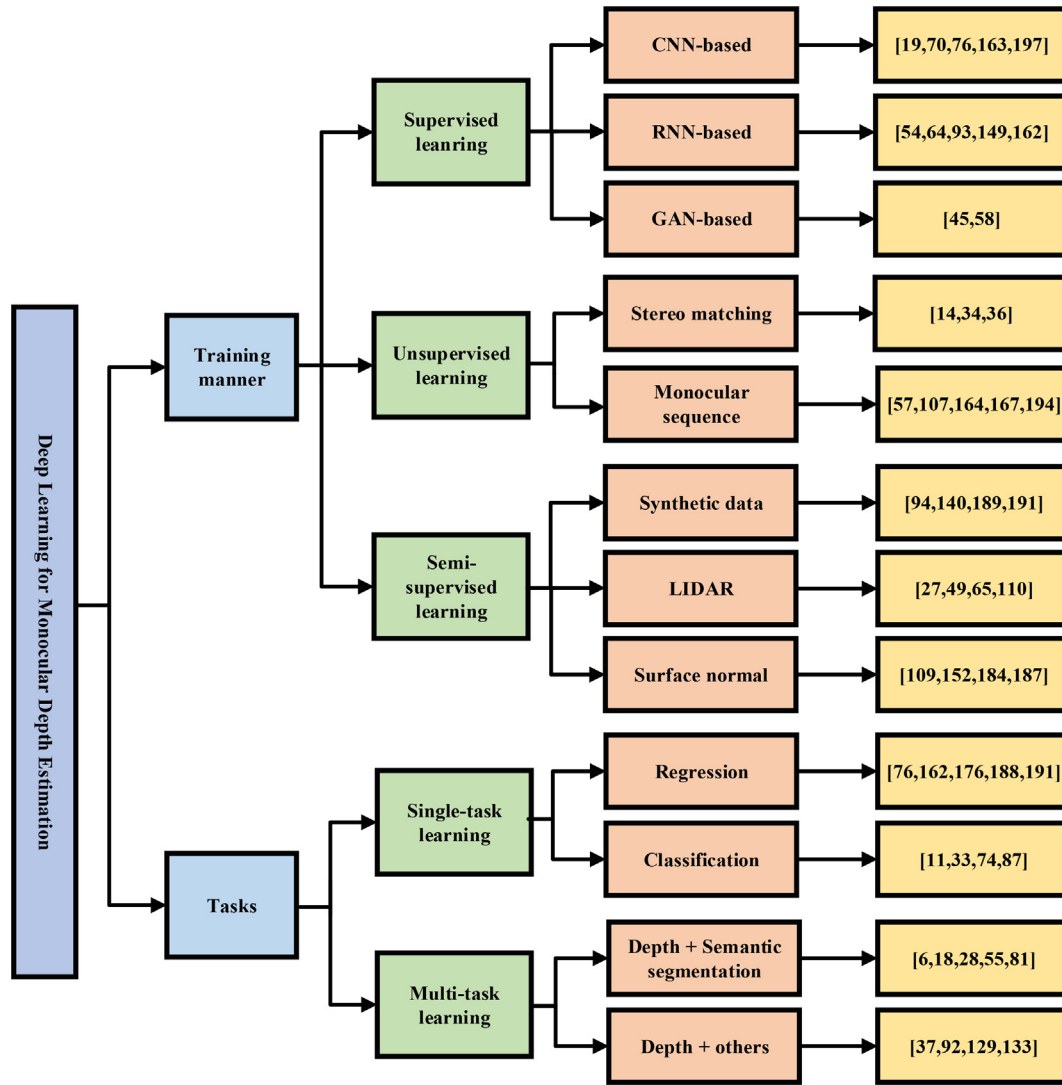 Deep Learning for Monocular Depth Estimation
Training
manner
Supervised
leanring
CNN-based
[19,70,76,163,197]
RNN-based
[54,64,93,149,162]
GAN-based
[45,58]
Unsupervised
learning
Stereo matching
[14,34,36]
Monocular
sequence
[57,107,164,167,194]
Semi-
supervised
learning
Synthetic data
[94,140,189,191]
LIDAR
[27,49,65,110]
Surface normal
[109,152,184,187]
Tasks
Single-task
learning
Regression
[76,162,176,188,191]
Classification
[11,33,74,87]
Multi-task
learning
Depth + Semantic
segmentation
[6,18,28,55,81]
Depth + others
[37,92,129,133]